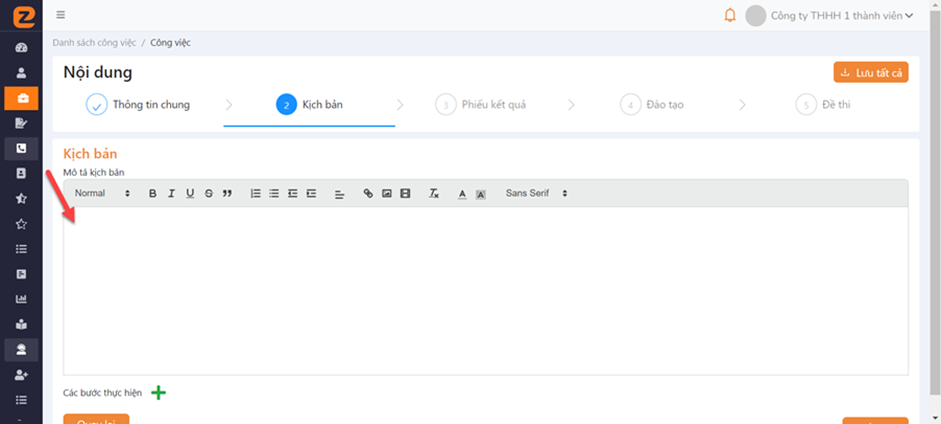 Công ty THHH 1 thành viên
Danh sách công việc / Công việc
Nội dung
Lưu tất cả
Thông tin chung
2 Kịch bản
3 Phiếu kết quả
4 Đào tạo
5 Đề thi
Kịch bản
Mô tả kịch bản
Normal B I U S Sans Serif
Các bước thực hiện
Quay lại